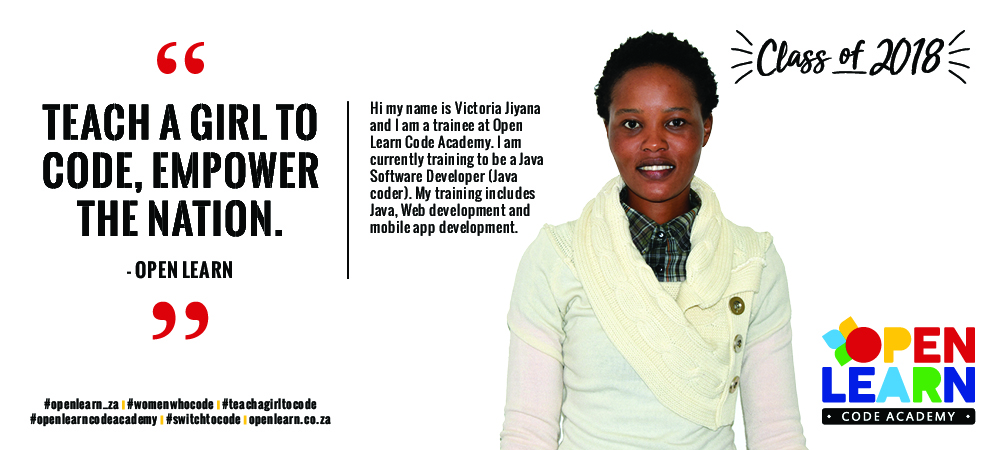 “
TEACH A GIRL TO
CODE, EMPOWER
THE NATION.
- OPEN LEARN
”
Hi my name is Victoria Jiyana
and I am a trainee at Open
Learn Code Academy. I am
currently training to be a Java
Software Developer (Java
coder). My training includes
Java, Web development and
mobile app development.
Class of 2018
#openlearn_za | #womenwhocode | #teachagirltocode
#openlearncodeacademy | #switchtocode | openlearn.co.za
OPEN
LEARN
• CODE ACADEMY •